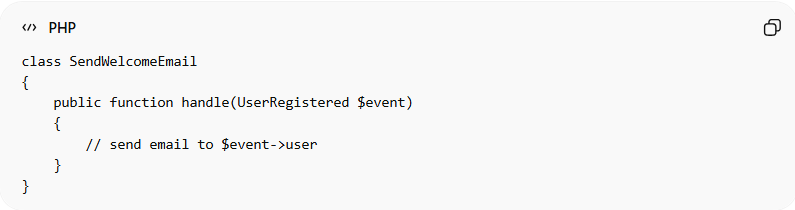 </> PHP
class SendWelcomeEmail
{
    public function handle(UserRegistered $event)
    {
        // send email to $event->user
    }
}